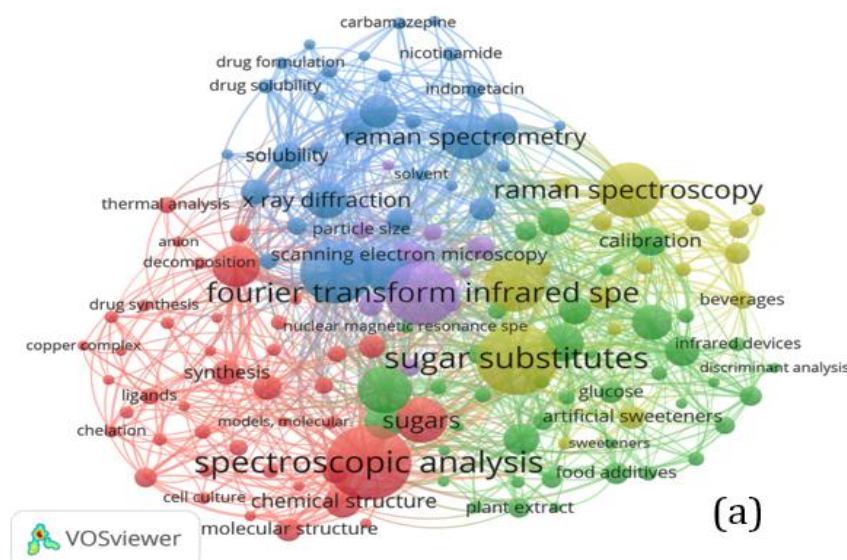 carbamazepine
drug formulation
nicotinamide
drug solubility
indometacin
raman spectrometry
solubility
solvent
raman spectroscopy
x ray diffraction
thermal analysis
particle size
calibration
anion
scanning electron microscopy
decomposition
fourier transform infrared spe
beverages
drug synthesis
nuclear magnetic resonance spe
copper complex
sugar substitutes
infrared devices
synthesis
discriminant analysis
ligands
glucose
models, molecular
sugars
artificial sweeteners
chelation
sweeteners
spectroscopic analysis
food additives
cell culture
chemical structure
plant extract
molecular structure
(a)
VOSviewer